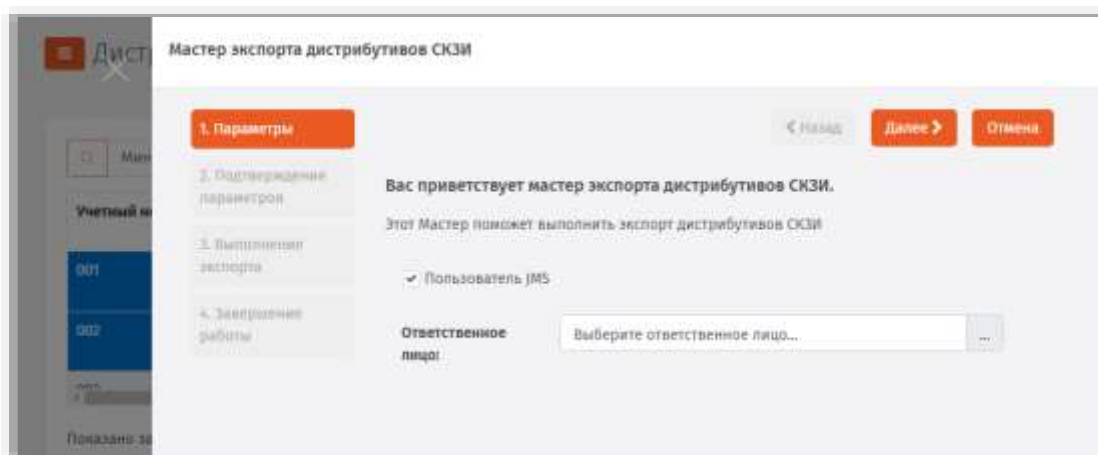 Дист
Мастер экспорта дистрибутивов СКЗИ
1. Параметры
Назад
Далее
Отмена
2. Подтверждение
параметров
Вас приветствует мастер экспорта дистрибутивов СКЗИ.
Этот Мастер поможет выполнить экспорт дистрибутивов СКЗИ
3. Выполнение
экспорта
Пользователь JMS
4. Завершение
работы
Ответственное
лицо:
Выберите ответственное лицо...
...
Учетный
001
002
Показано за